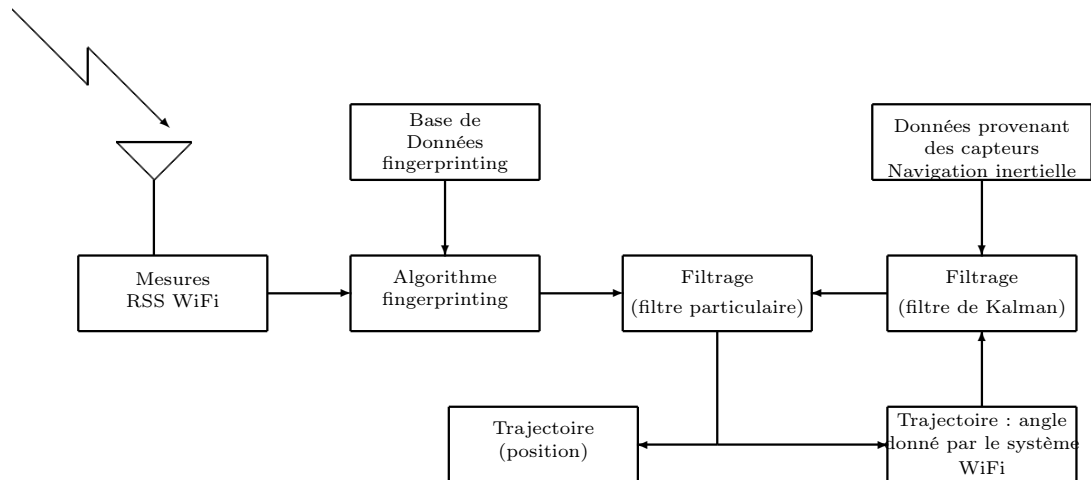 Base de
Données
fingerprinting
Données provenant
des capteurs
Navigation inertielle
Mesures
RSS WiFi
Algorithme
fingerprinting
Filtrage
(filtre particulaire)
Filtrage
(filtre de Kalman)
Trajectoire
(position)
Trajectoire : angle
donné par le système
WiFi